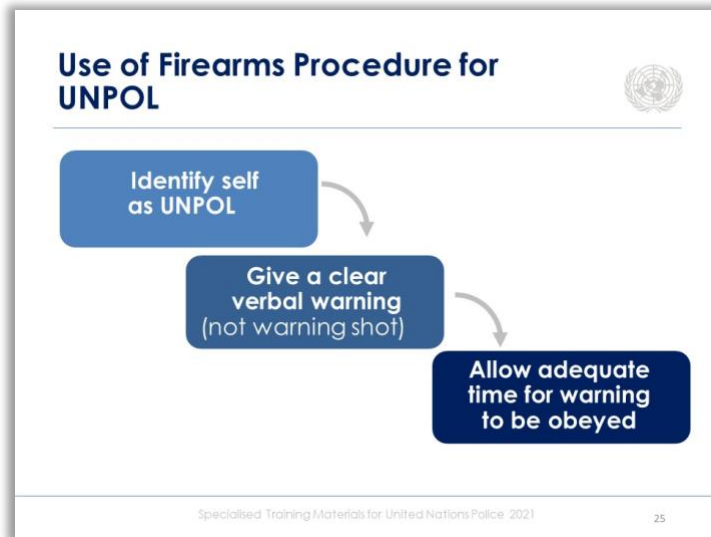 Use of Firearms Procedure for
UNPOL
Identify self
as UNPOL
Give a clear
verbal warning
(not warning shot)
Allow adequate
time for warning
to be obeyed
Specialised Training Materials for United Nations Police 2021
25